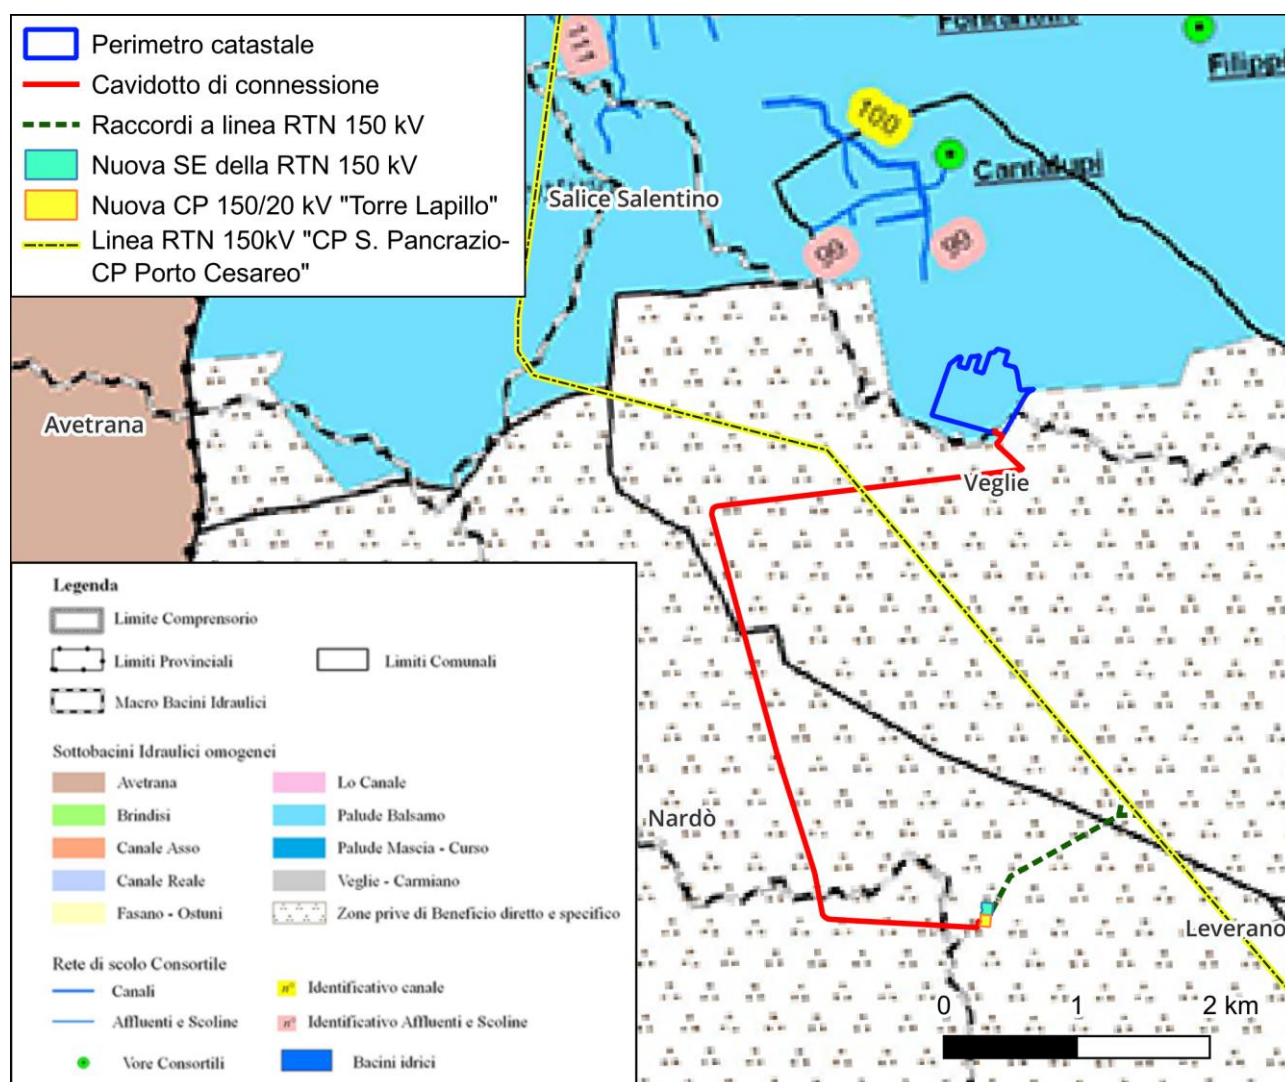 Perimetro catastale
Cavidotto di connessione
Raccordi a linea RTN 150 kV
Nuova SE della RTN 150 kV
Nuova CP 150/20 kV "Torre Lapillo"
Linea RTN 150kV "CP S. Pancrazio-
CP Porto Cesareo"
111
100
Filippi
Cantalupi
Salice Salentino
99
99
Avetrana
Veglie
Nardò
Leverano
0 1 2 km
Legenda
Limite Comprensorio
Limiti Provinciali
Limiti Comunali
Macro Bacini Idraulici
Sottobacini Idraulici omogenei
Avetrana
Lo Canale
Brindisi
Palude Balsamo
Canale Asso
Palude Mascia - Curso
Canale Reale
Veglie - Carmiano
Fasano - Ostuni
Zone prive di Beneficio diretto e specifico
Rete di scolo Consortile
Canali
n° Identificativo canale
Affluenti e Scoline
n° Identificativo Affluenti e Scoline
Vore Consortili
Bacini idrici